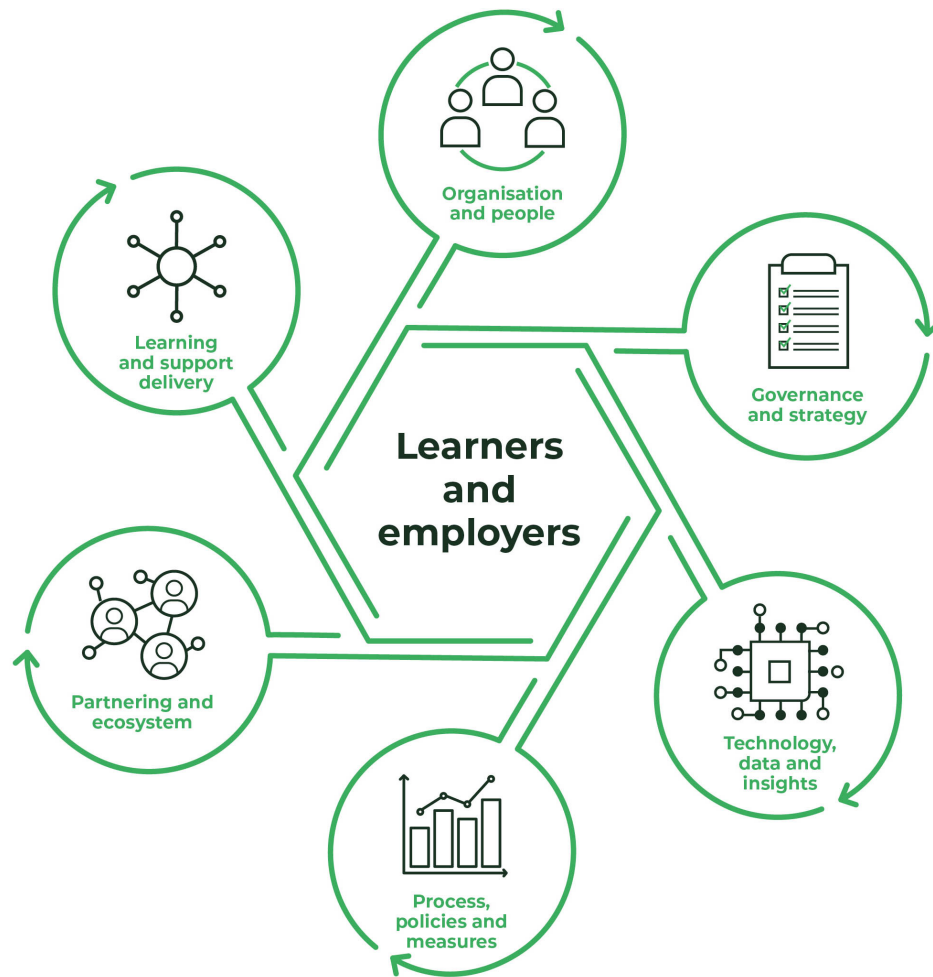 Organisation
and people
Learning
and support
delivery
Governance
and strategy
Learners
and
employers
Partnering and
ecosystem
Technology,
data and
insights
Process,
policies and
measures